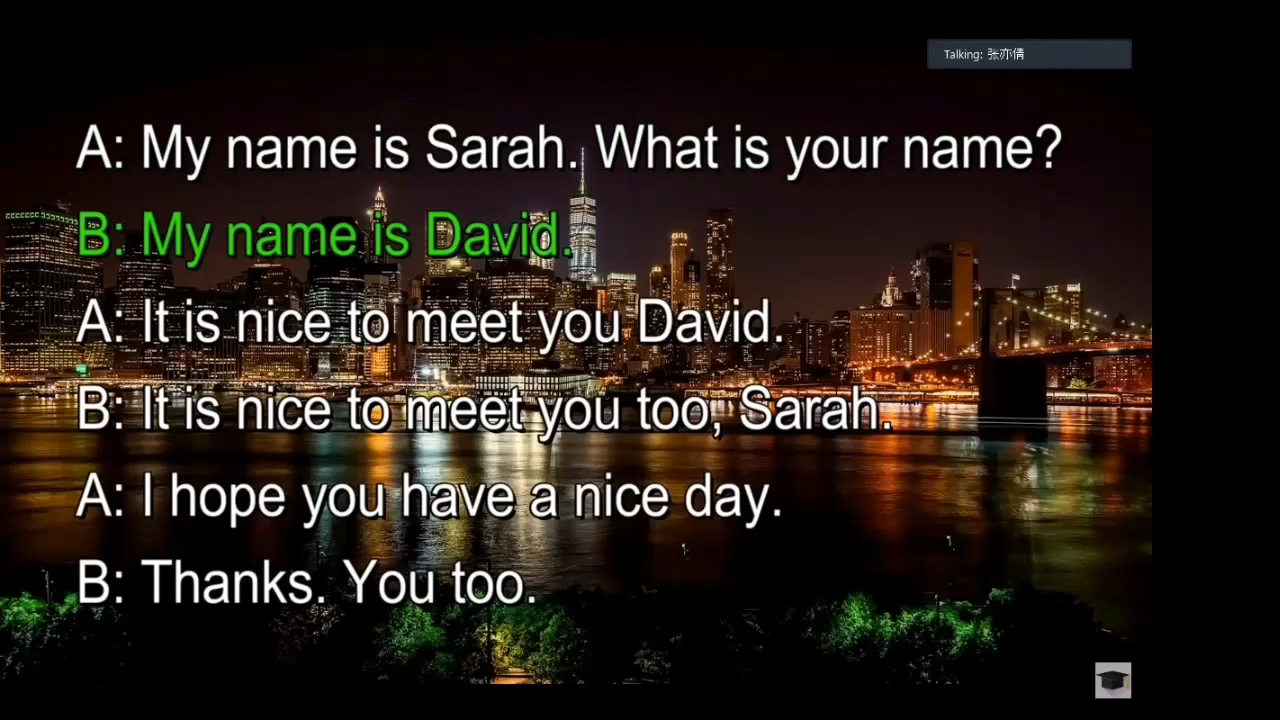 Talking: 张亦倩
A: My name is Sarah. What is your name?
B: My name is David.
A: It is nice to meet you David.
B: It is nice to meet you too, Sarah.
A: I hope you have a nice day.
B: Thanks. You too.